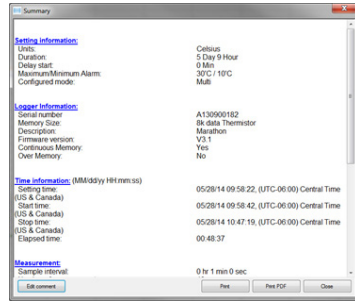 Summary
Setting information:
Units: Celsius
Duration: 5 Day 9 Hour
Delay start: 0 Min
Maximum/Minimum Alarm: 30'C / 10'C
Configured mode: Multi
Logger Information:
Serial number A130900182
Memory Size: 8k data Thermistor
Description: Marathon
Firmware version: V3.1
Continuous Memory: Yes
Over Memory: No
Time information: (MM/dd/yy HH:mm:ss)
Setting time: 05/28/14 09:58:22, (UTC-06:00) Central Time
(US & Canada)
Start time: 05/28/14 09:58:42, (UTC-06:00) Central Time
(US & Canada)
Stop time: 05/28/14 10:47:19, (UTC-06:00) Central Time
(US & Canada)
Elapsed time: 00:48:37
Measurement:
Sample interval: 0 hr 1 min 0 sec
Edit comment Print Print PDF Close